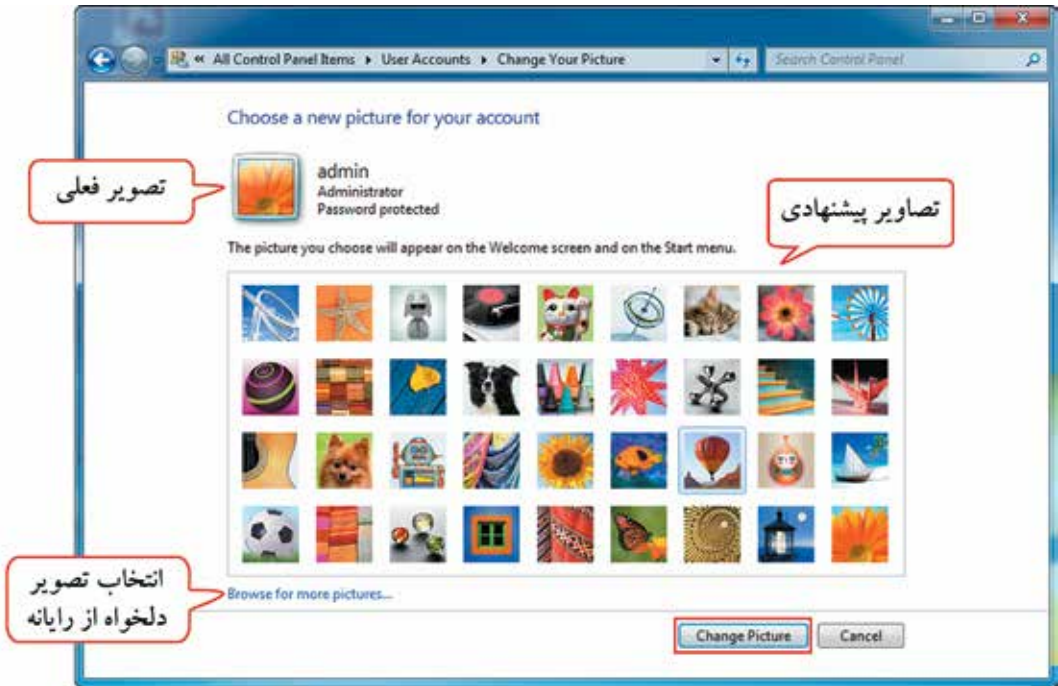 « All Control Panel Items ▸ User Accounts ▸ Change Your Picture
Search Control Panel
Choose a new picture for your account
تصویر فعلی
admin
Administrator
Password protected
تصاویر پیشنهادی
The picture you choose will appear on the Welcome screen and on the Start menu.
انتخاب تصویر
دلخواه از رایانه
Browse for more pictures...
Change Picture
Cancel